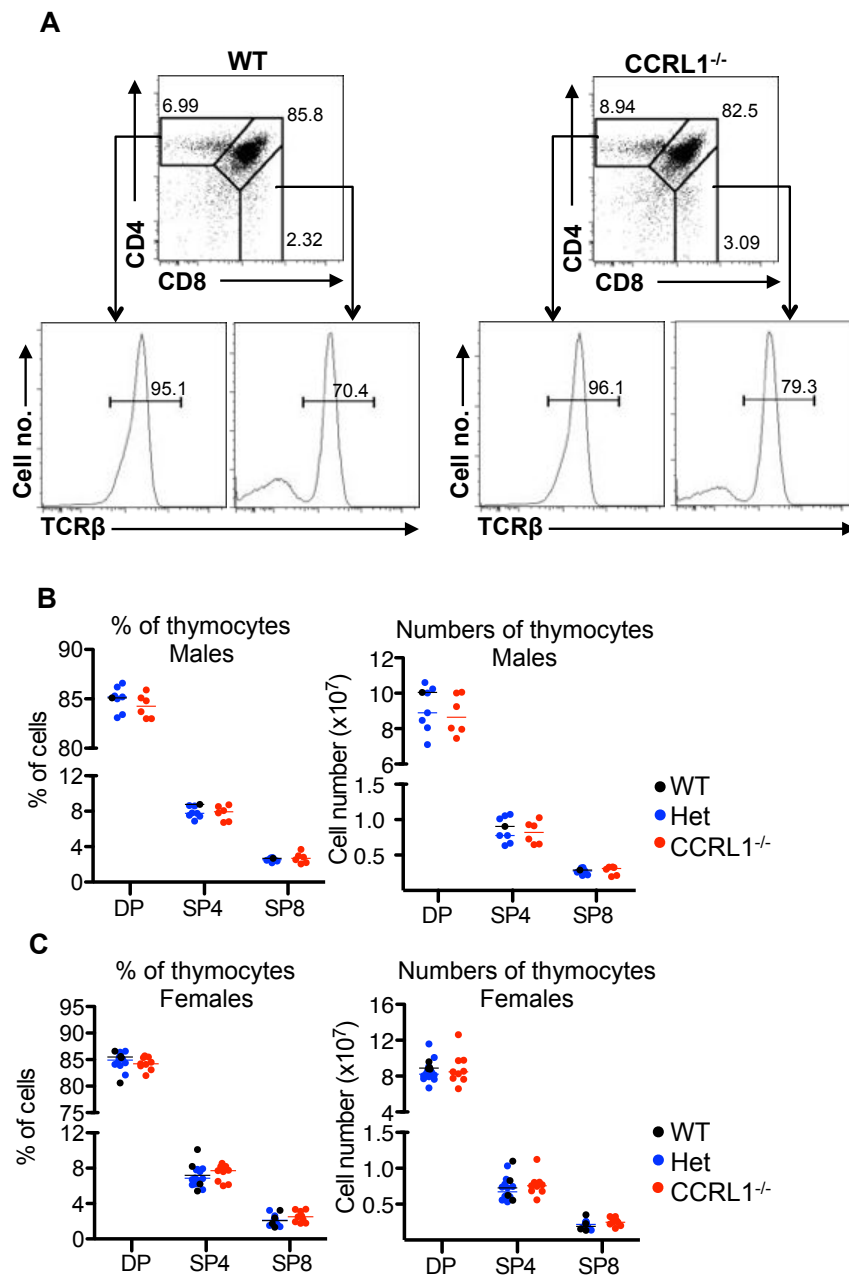 A
WT
CCRL1-/-
6.99
85.8
8.94
82.5
CD4
2.32
CD4
3.09
CD8
CD8
Cell no.
95.1
70.4
Cell no.
96.1
79.3
TCRβ
TCRβ
B
% of thymocytes
Males
Numbers of thymocytes
Males
% of cells
90
85
80
12
8
4
0
DP
SP4
SP8
Cell number (x10⁷)
12
10
8
6
1.5
1.0
0.5
DP
SP4
SP8
WT
Het
CCRL1-/-
C
% of thymocytes
Females
Numbers of thymocytes
Females
% of cells
95
90
85
80
75
12
8
4
0
DP
SP4
SP8
Cell number (x10⁷)
16
12
8
4
1.5
1.0
0.5
DP
SP4
SP8
WT
Het
CCRL1-/-